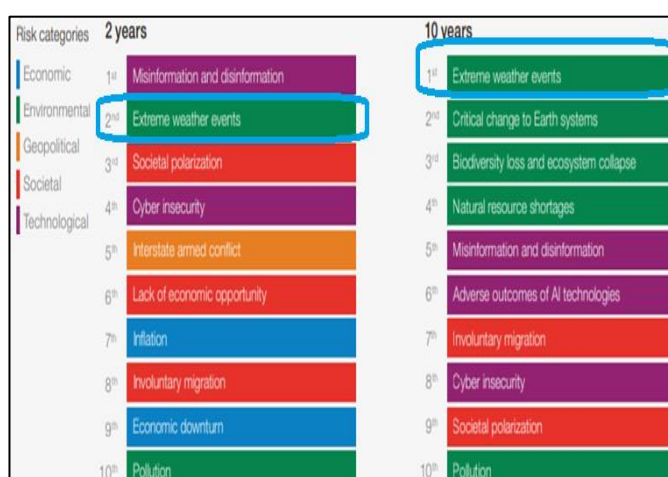 Risk categories
Economic
Environmental
Geopolitical
Societal
Technological
2 years
1st Misinformation and disinformation
2nd Extreme weather events
3rd Societal polarization
4th Cyber insecurity
5th Interstate armed conflict
6th Lack of economic opportunity
7th Inflation
8th Involuntary migration
9th Economic downturn
10th Pollution
10 years
1st Extreme weather events
2nd Critical change to Earth systems
3rd Biodiversity loss and ecosystem collapse
4th Natural resource shortages
5th Misinformation and disinformation
6th Adverse outcomes of AI technologies
7th Involuntary migration
8th Cyber insecurity
9th Societal polarization
10th Pollution